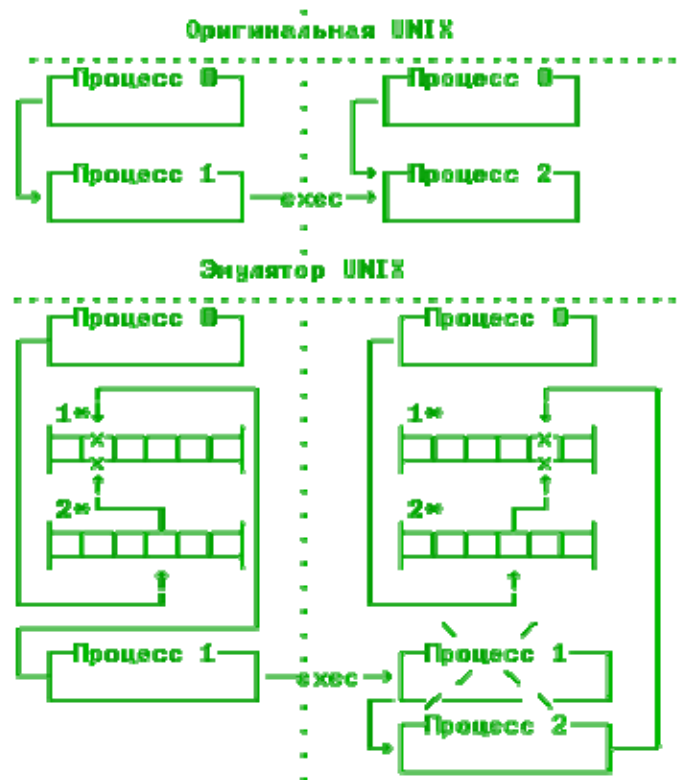 Оригинальная UNIX
Процесс 0 Процесс 0
Процесс 1 Процесс 2
exec
Эмулятор UNIX
Процесс 0 Процесс 0
1* 1*
x x
x x
2* 2*
Процесс 1 Процесс 1
exec
Процесс 2